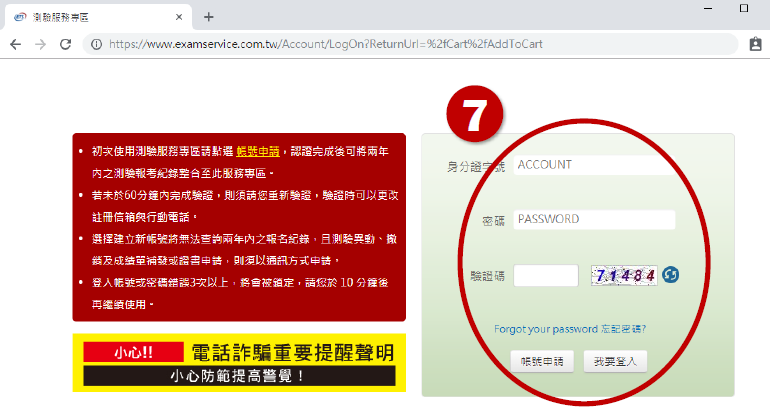 測驗服務專區
https://www.examservice.com.tw/Account/LogOn?ReturnUrl=%2fCart%2fAddToCart
7
初次使用測驗服務專區請點選 帳號申請，認證完成後可將兩年
內之測驗報考紀錄整合至此服務專區。
若未於60分鐘內完成驗證，則須請您重新驗證，驗證時可以更改
註冊信箱與行動電話。
選擇建立新帳號將無法查詢兩年內之報名紀錄，且測驗異動、撤
銷及成績單補發或證書申請，則須以通訊方式申請。
登入帳號或密碼錯誤3次以上，將會被鎖定，請您於 10 分鐘後
再繼續使用。
小心!! 電話詐騙重要提醒聲明
小心防範提高警覺！
身分證字號 ACCOUNT
密碼 PASSWORD
驗證碼 71484
Forgot your password 忘記密碼?
帳號申請 我要登入